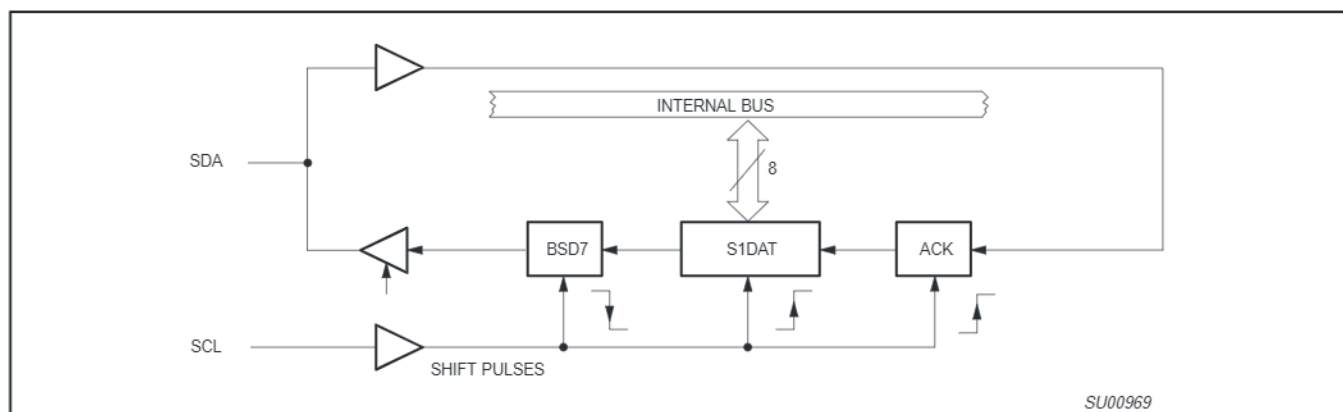 INTERNAL BUS
SDA
8
BSD7
S1DAT
ACK
SCL
SHIFT PULSES
SU00969